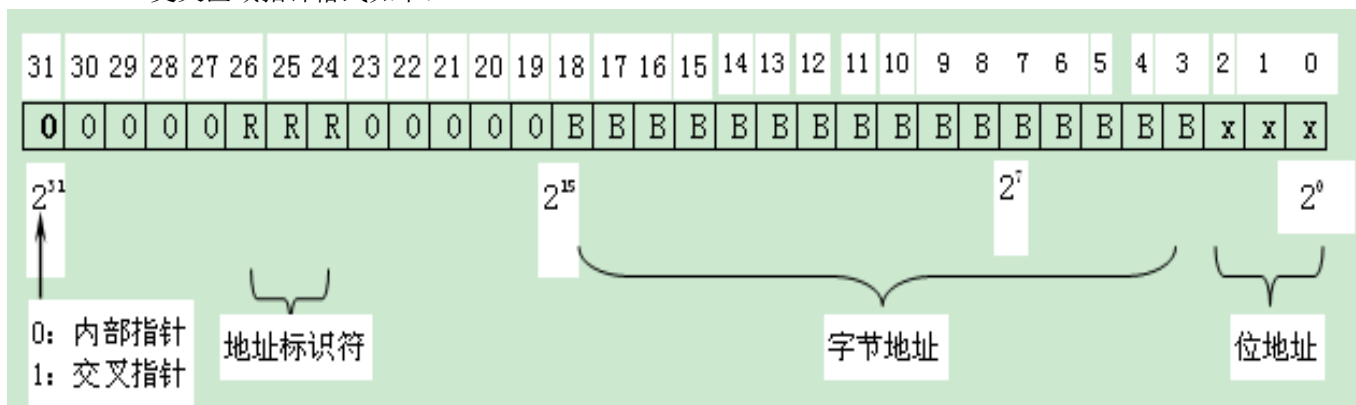 31 30 29 28 27 26 25 24 23 22 21 20 19 18 17 16 15 14 13 12 11 10 9 8 7 6 5 4 3 2 1 0
0 0 0 0 0 R R R 0 0 0 0 0 B B B B B B B B B B B B B B B B x x x
2³¹ 2¹⁵ 2⁷ 2⁰
0: 内部指针
1: 交叉指针
地址标识符
字节地址
位地址